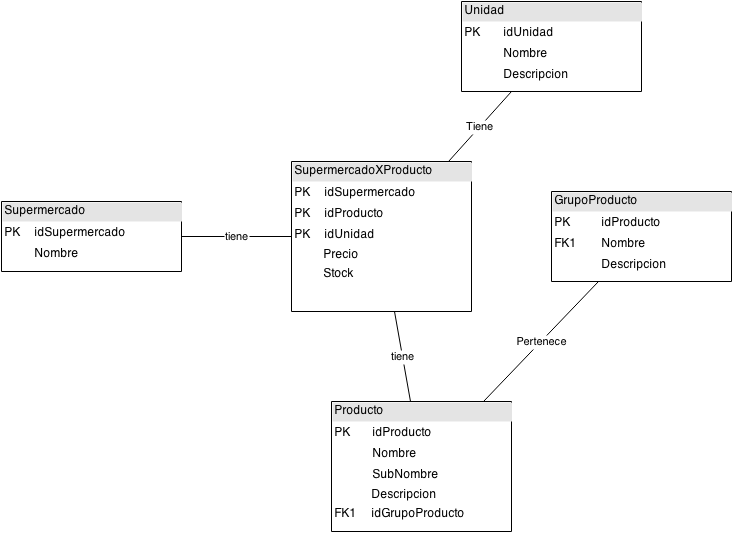 Unidad
PK idUnidad
Nombre
Descripcion
Tiene
SupermercadoXProducto
PK idSupermercado
PK idProducto
PK idUnidad
Precio
Stock
Supermercado
PK idSupermercado
Nombre
tiene
GrupoProducto
PK idProducto
FK1 Nombre
Descripcion
Pertenece
tiene
Producto
PK idProducto
Nombre
SubNombre
Descripcion
FK1 idGrupoProducto